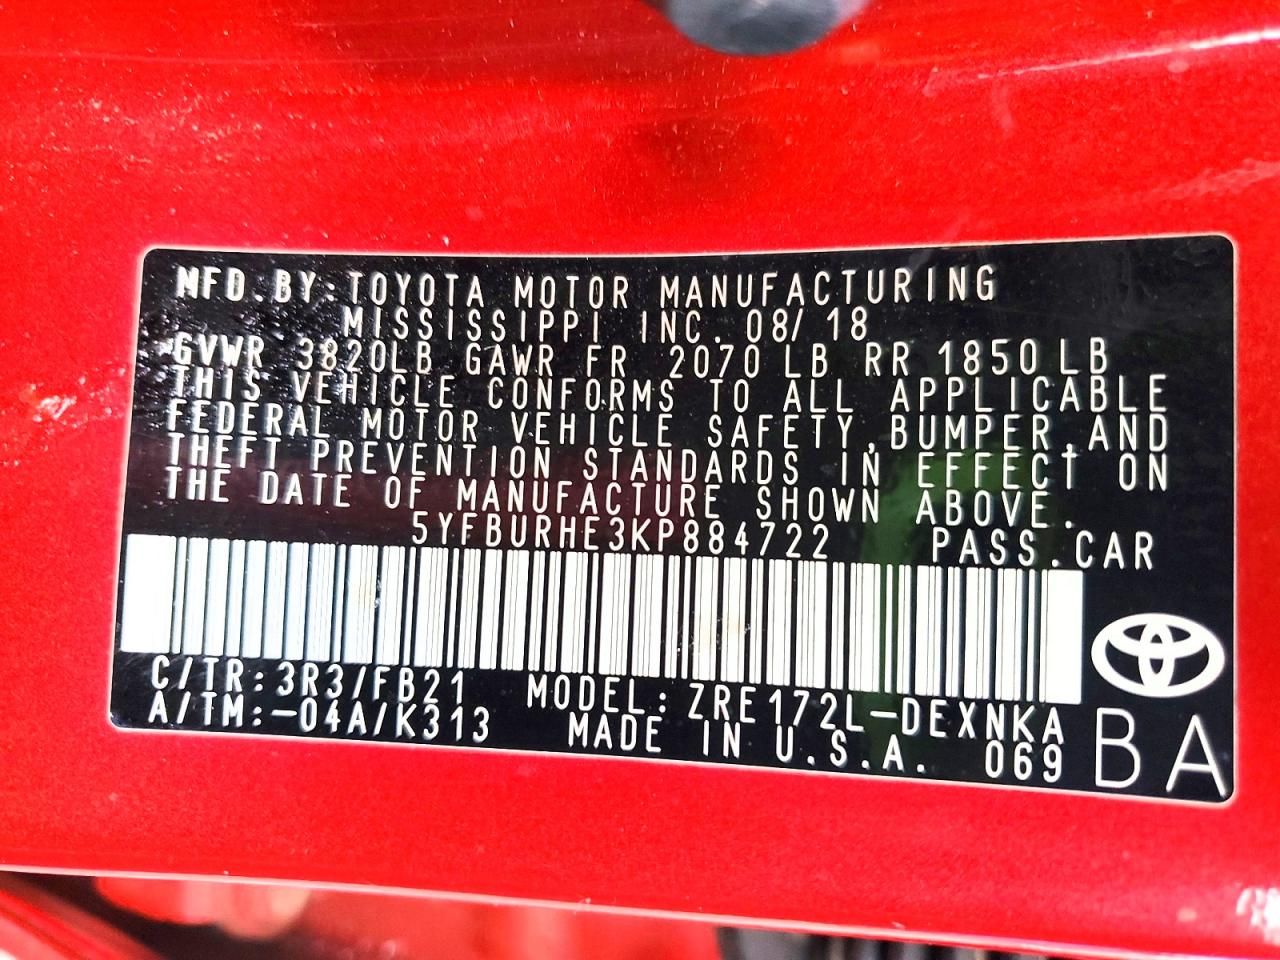 MFD.BY:TOYOTA MOTOR MANUFACTURING
MISSISSIPPI INC. 08/18
GVWR 3820LB GAWR FR 2070 LB RR 1850 LB
THIS VEHICLE CONFORMS TO ALL APPLICABLE
FEDERAL MOTOR VEHICLE SAFETY,BUMPER,AND
THEFT PREVENTION STANDARDS IN EFFECT ON
THE DATE OF MANUFACTURE SHOWN ABOVE.
5YFBURHE3KP884722 PASS.CAR
C/TR:3R3/FB21 MODEL:ZRE172L-DEXNKA
A/TM:-04A/K313 MADE IN U.S.A. 069
BA